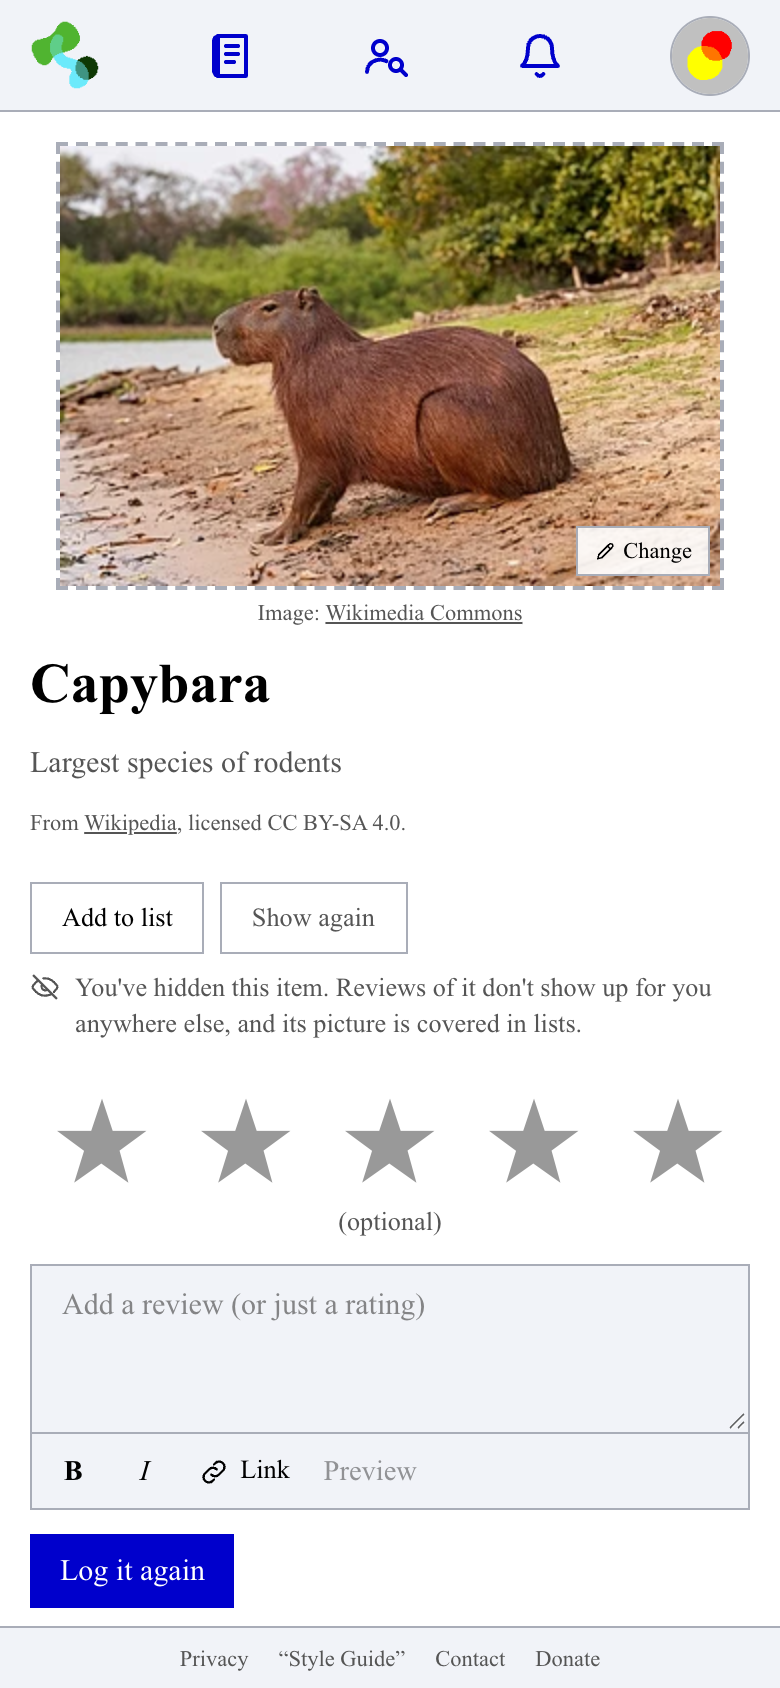 Change
Image: Wikimedia Commons
Capybara
Largest species of rodents
From Wikipedia, licensed CC BY-SA 4.0.
Add to list
Show again
You've hidden this item. Reviews of it don't show up for you
anywhere else, and its picture is covered in lists.
(optional)
Add a review (or just a rating)
B I Link Preview
Log it again
Privacy “Style Guide” Contact Donate